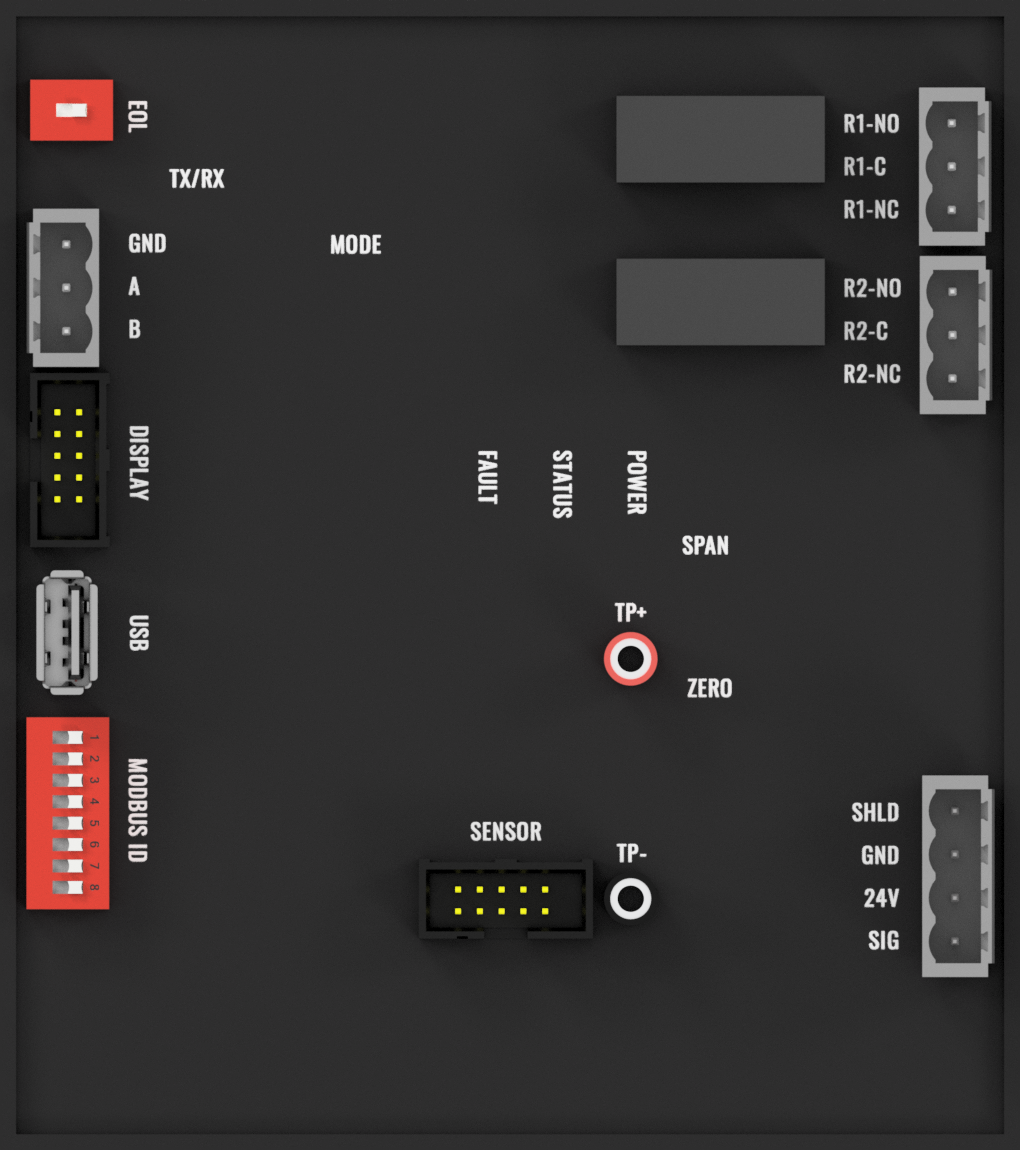 EOL
TX/RX
GND
A
B
MODE
R1-NO
R1-C
R1-NC
R2-NO
R2-C
R2-NC
DISPLAY
FAULT
STATUS
POWER
SPAN
TP+
ZERO
USB
MODBUS ID
1
2
3
4
5
6
7
8
SENSOR
TP-
SHLD
GND
24V
SIG